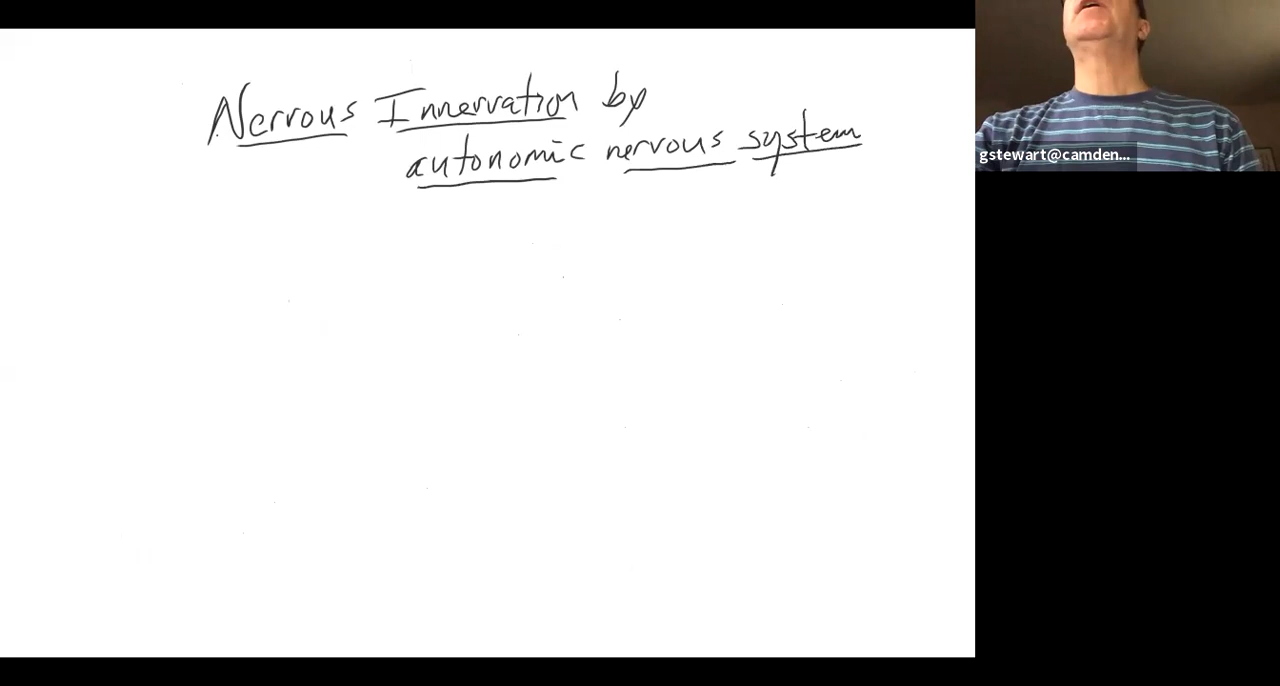 Nervous Innervation by
autonomic nervous system
gstewart@camden...